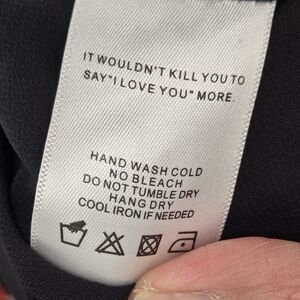 IT WOULDN'T KILL YOU TO
SAY "I LOVE YOU" MORE.
HAND WASH COLD
NO BLEACH
DO NOT TUMBLE DRY
HANG DRY
COOL IRON IF NEEDED